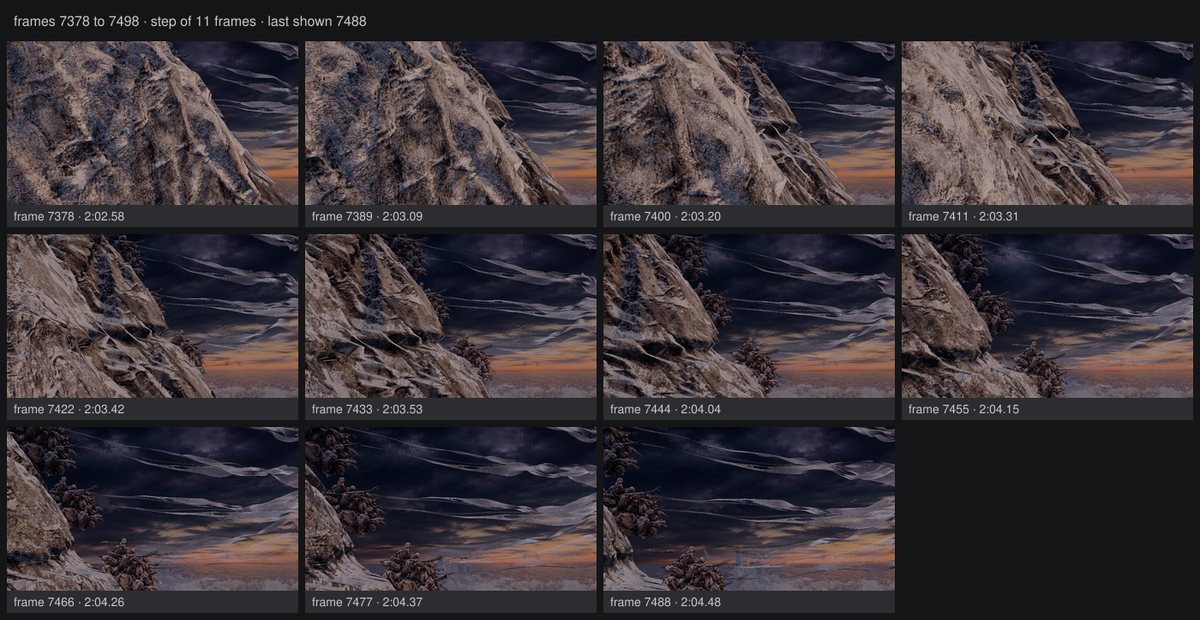 frames 7378 to 7498 · step of 11 frames · last shown 7488
frame 7378 · 2:02.58
frame 7389 · 2:03.09
frame 7400 · 2:03.20
frame 7411 · 2:03.31
frame 7422 · 2:03.42
frame 7433 · 2:03.53
frame 7444 · 2:04.04
frame 7455 · 2:04.15
frame 7466 · 2:04.26
frame 7477 · 2:04.37
frame 7488 · 2:04.48